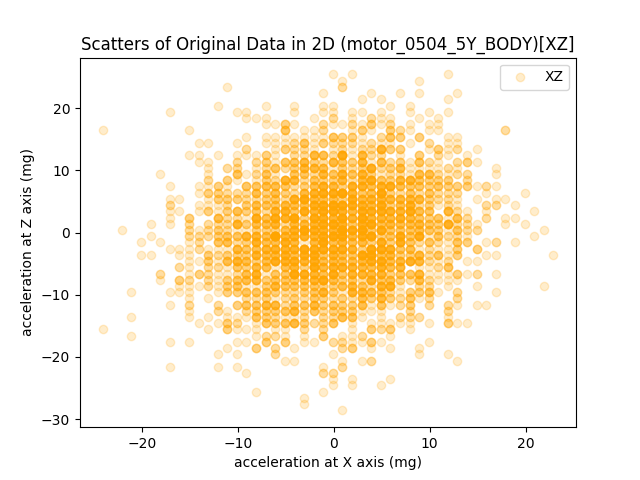 Scatters of Original Data in 2D (motor_0504_5Y_BODY)[XZ]
XZ
acceleration at Z axis (mg)
20
10
0
−10
−20
−30
−20
−10
0
10
20
acceleration at X axis (mg)